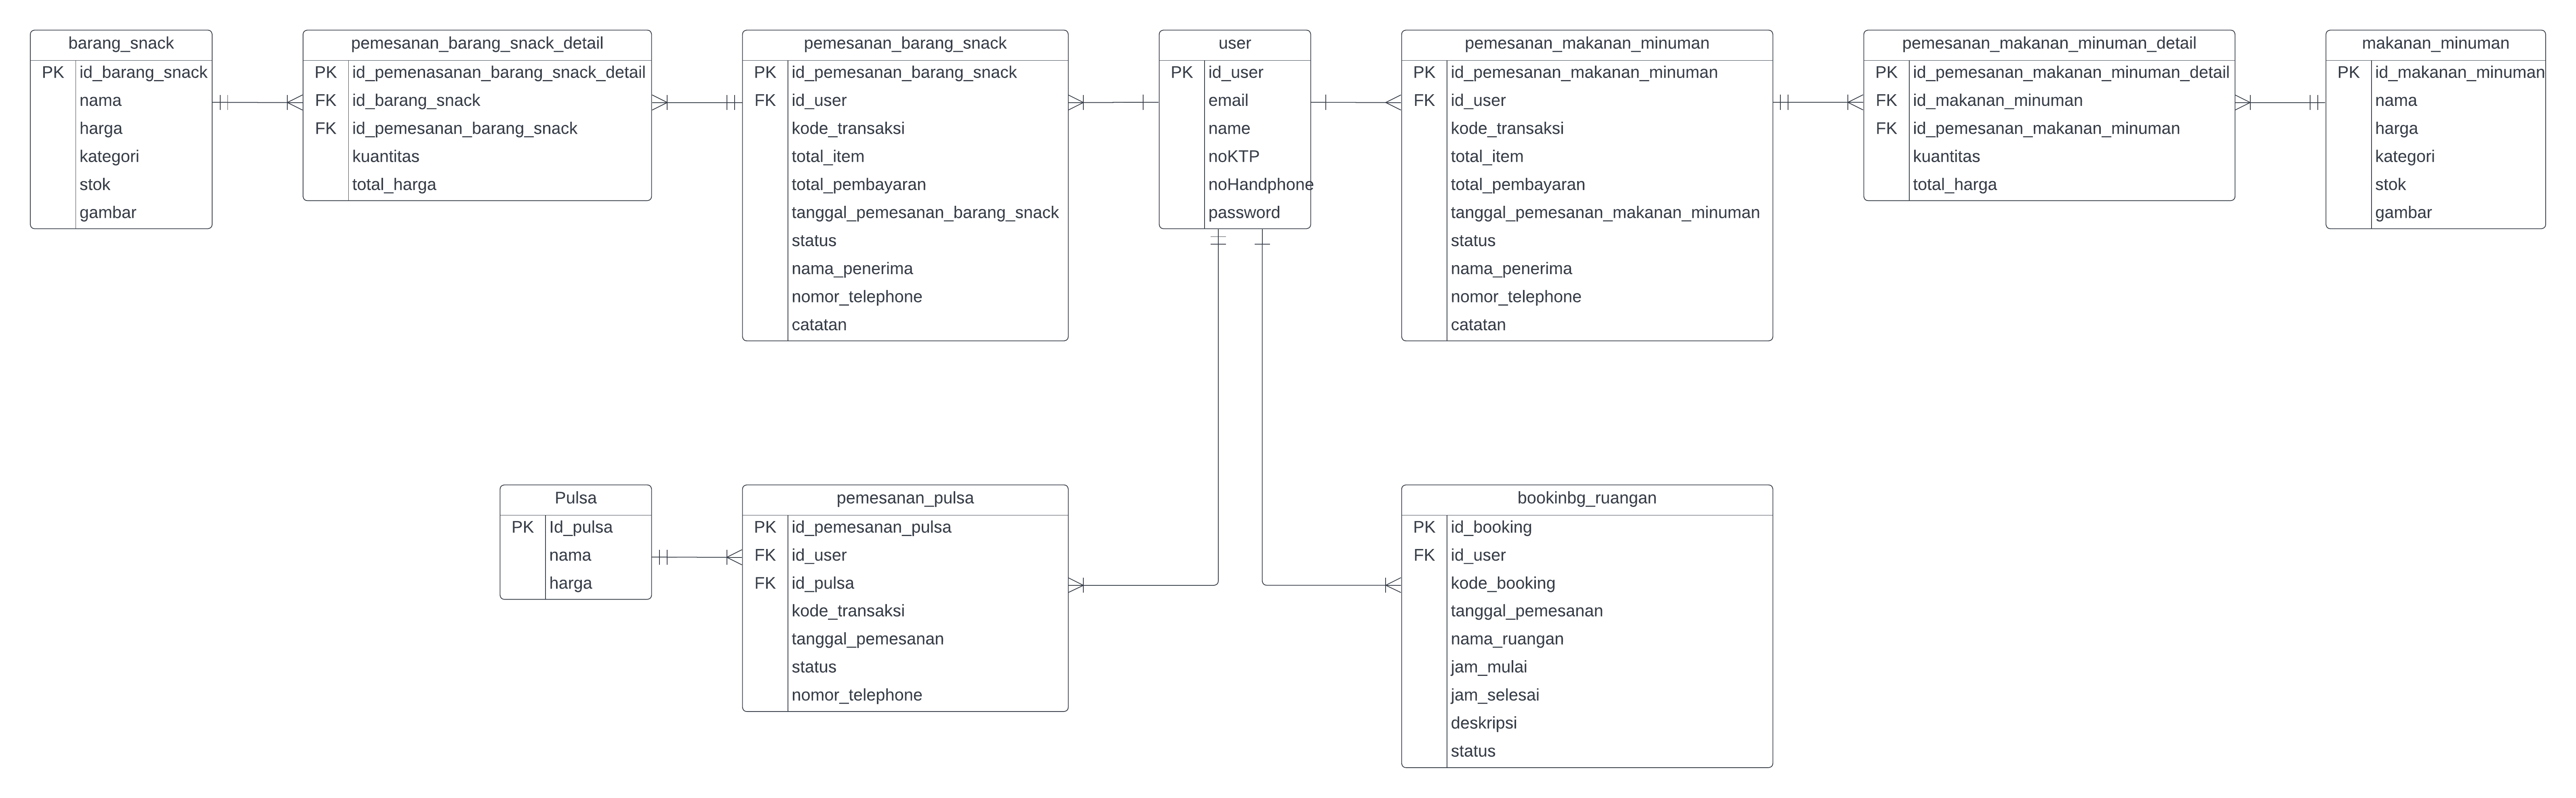 barang_snack
PK id_barang_snack
nama
harga
kategori
stok
gambar
pemesanan_barang_snack_detail
PK id_pemenasanan_barang_snack_detail
FK id_barang_snack
FK id_pemesanan_barang_snack
kuantitas
total_harga
pemesanan_barang_snack
PK id_pemesanan_barang_snack
FK id_user
kode_transaksi
total_item
total_pembayaran
tanggal_pemesanan_barang_snack
status
nama_penerima
nomor_telephone
catatan
user
PK id_user
email
name
noKTP
noHandphone
password
pemesanan_makanan_minuman
PK id_pemesanan_makanan_minuman
FK id_user
kode_transaksi
total_item
total_pembayaran
tanggal_pemesanan_makanan_minuman
status
nama_penerima
nomor_telephone
catatan
pemesanan_makanan_minuman_detail
PK id_pemesanan_makanan_minuman_detail
FK id_makanan_minuman
FK id_pemesanan_makanan_minuman
kuantitas
total_harga
makanan_minuman
PK id_makanan_minuman
nama
harga
kategori
stok
gambar
Pulsa
PK Id_pulsa
nama
harga
pemesanan_pulsa
PK id_pemesanan_pulsa
FK id_user
FK id_pulsa
kode_transaksi
tanggal_pemesanan
status
nomor_telephone
bookinbg_ruangan
PK id_booking
FK id_user
kode_booking
tanggal_pemesanan
nama_ruangan
jam_mulai
jam_selesai
deskripsi
status